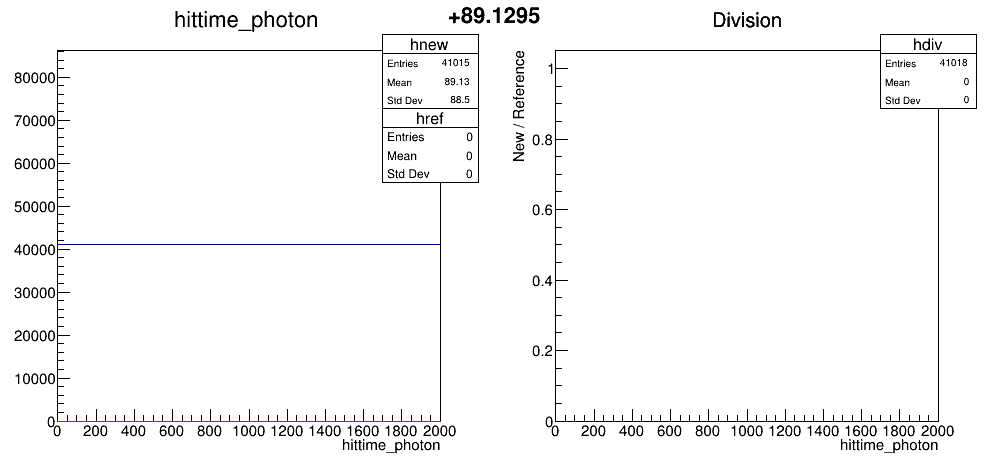 +89.1295
hittime_photon
hnew
Entries 41015
Mean 89.13
Std Dev 88.5
href
Entries 0
Mean 0
Std Dev 0
80000
70000
60000
50000
40000
30000
20000
10000
0
0 200 400 600 800 1000 1200 1400 1600 1800 2000
hittime_photon
Division
hdiv
Entries 41018
Mean 0
Std Dev 0
New / Reference
1
0.8
0.6
0.4
0.2
0
0 200 400 600 800 1000 1200 1400 1600 1800 2000
hittime_photon